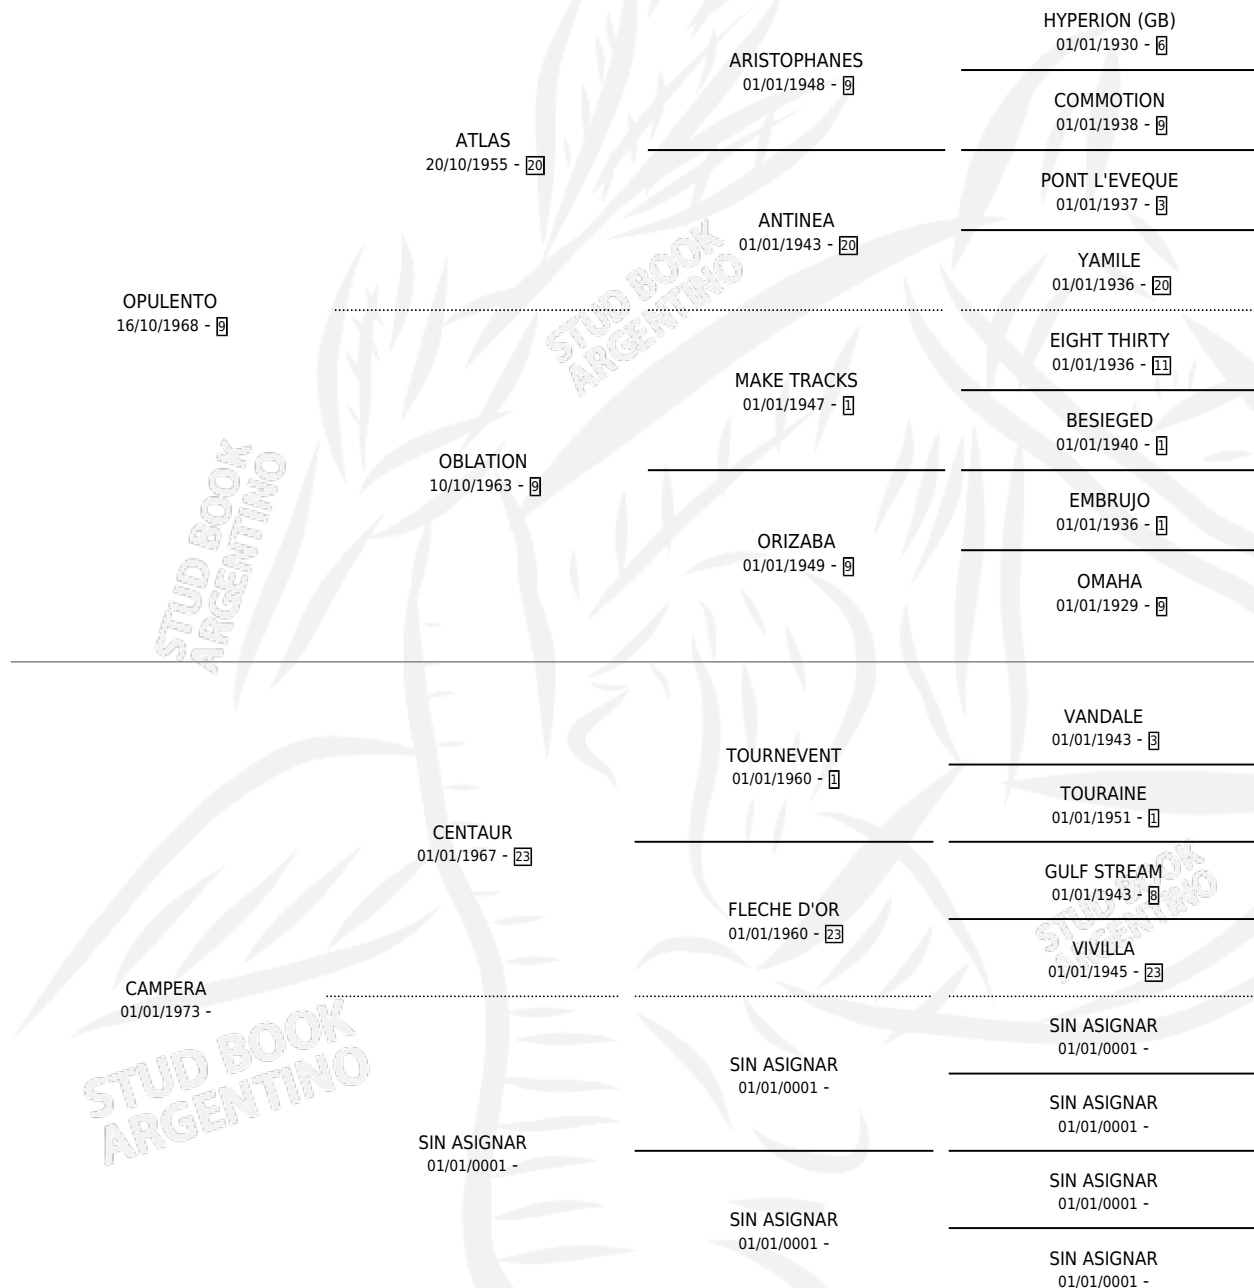 HYPERION (GB)
01/01/1930 - 6
ARISTOPHANES
01/01/1948 - 9
COMMOTION
01/01/1938 - 9
ATLAS
20/10/1955 - 20
PONT L'EVEQUE
01/01/1937 - 3
ANTINEA
01/01/1943 - 20
YAMILE
01/01/1936 - 20
OPULENTO
16/10/1968 - 9
EIGHT THIRTY
01/01/1936 - 11
MAKE TRACKS
01/01/1947 - 1
BESIEGED
01/01/1940 - 1
OBLATION
10/10/1963 - 9
EMBRUJO
01/01/1936 - 1
ORIZABA
01/01/1949 - 9
OMAHA
01/01/1929 - 9
VANDALE
01/01/1943 - 3
TOURNEVENT
01/01/1960 - 1
TOURAINE
01/01/1951 - 1
CENTAUR
01/01/1967 - 23
GULF STREAM
01/01/1943 - 8
FLECHE D'OR
01/01/1960 - 23
VIVILLA
01/01/1945 - 23
CAMPERA
01/01/1973 -
SIN ASIGNAR
01/01/0001 -
SIN ASIGNAR
01/01/0001 -
SIN ASIGNAR
01/01/0001 -
SIN ASIGNAR
01/01/0001 -
SIN ASIGNAR
01/01/0001 -
SIN ASIGNAR
01/01/0001 -
SIN ASIGNAR
01/01/0001 -
STUD BOOK
ARGENTINO
STUD BOOK
ARGENTINO
STUD BOOK
ARGENTINO
STUD BOOK
ARGENTINO